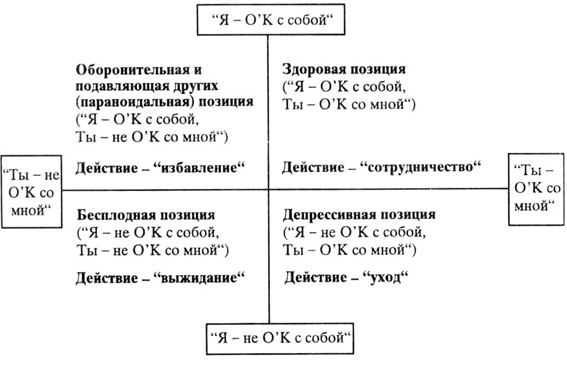 “Я – О’К с собой“
Оборонительная и
подавляющая других
(параноидальная) позиция
(“Я – О’К с собой,
Ты – не О’К со мной“)
Действие – “избавление“
Здоровая позиция
(“Я – О’К с собой,
Ты – О’К со мной“)
Действие – “сотрудничество“
“Ты – не
О’К со
мной“
“Ты –
О’К со
мной“
Бесплодная позиция
(“Я – не О’К с собой,
Ты – не О’К со мной“)
Действие – “выжидание“
Депрессивная позиция
(“Я – не О’К с собой,
Ты – О’К со мной“)
Действие – “уход“
“Я – не О’К с собой“